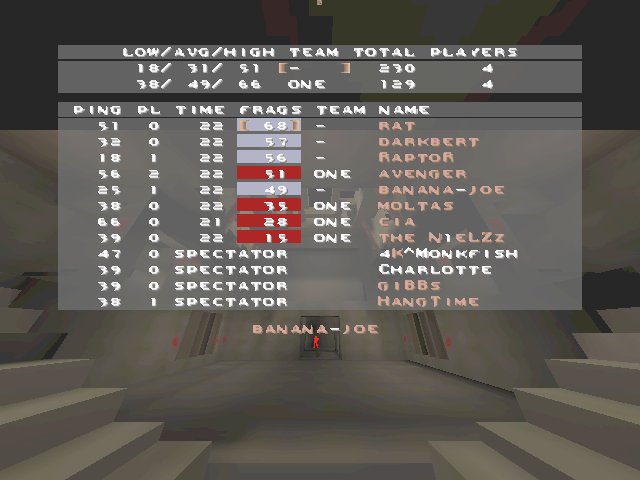 LOW/AVG/HIGH TEAM TOTAL PLAYERS
18/ 31/ 51 [- ] 230 4
38/ 49/ 66 ONE 129 4
PING PL TIME FRAGS TEAM NAME
51 0 22 [ 68] - RAT
32 0 22 57 - DARKBERT
18 1 22 56 - RAPTOR
56 2 22 51 ONE AVENGER
25 1 22 49 - BANANA-JOE
38 0 22 35 ONE MOLTAS
66 0 21 28 ONE CIA
39 0 22 15 ONE THE NIELZZ
47 0 SPECTATOR 4K^MONKFISH
39 0 SPECTATOR CHARLOTTE
39 0 SPECTATOR GIBBS
38 1 SPECTATOR HANGTIME
BANANA-JOE